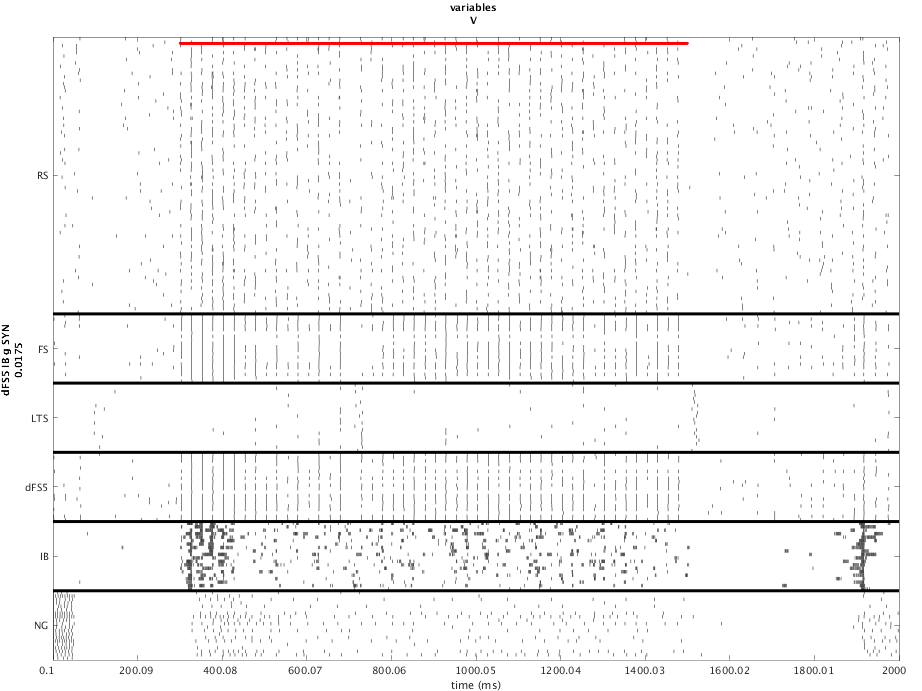 variables
V
RS
FS
LTS
dFS5
IB
NG
dFS5 IB g SYN
0.0175
0.1 200.09 400.08 600.07 800.06 1000.05 1200.04 1400.03 1600.02 1800.01 2000
time (ms)